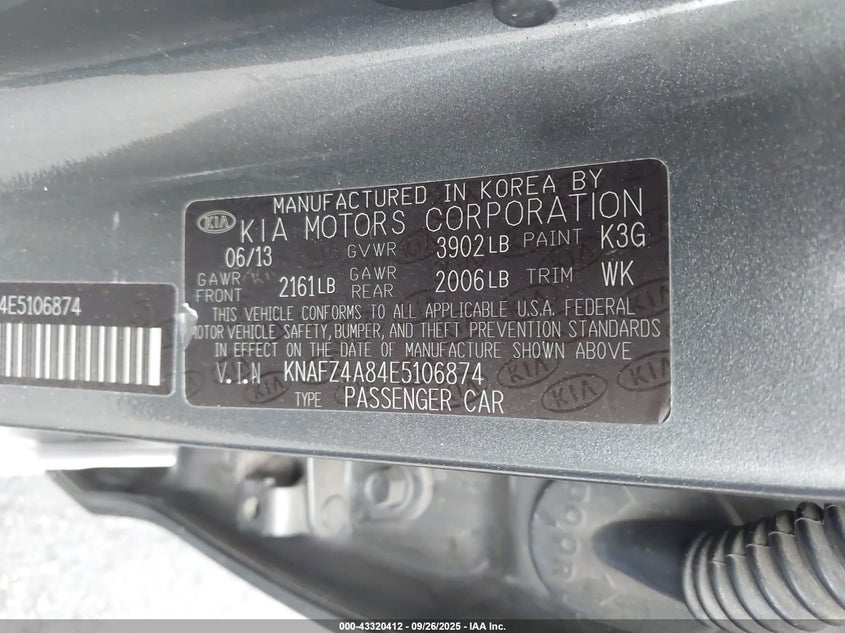 MANUFACTURED IN KOREA BY
KIA KIA MOTORS CORPORATION
06/13 GVWR 3902LB PAINT K3G
GAWR FRONT 2161LB GAWR REAR 2006LB TRIM WK
THIS VEHICLE CONFORMS TO ALL APPLICABLE U.S.A. FEDERAL
MOTOR VEHICLE SAFETY, BUMPER, AND THEFT PREVENTION STANDARDS
IN EFFECT ON THE DATE OF MANUFACTURE SHOWN ABOVE
V.I.N KNAFZ4A84E5106874
TYPE PASSENGER CAR
KIA
4E5106874
000-43320412 - 09/26/2025 - IAA Inc.